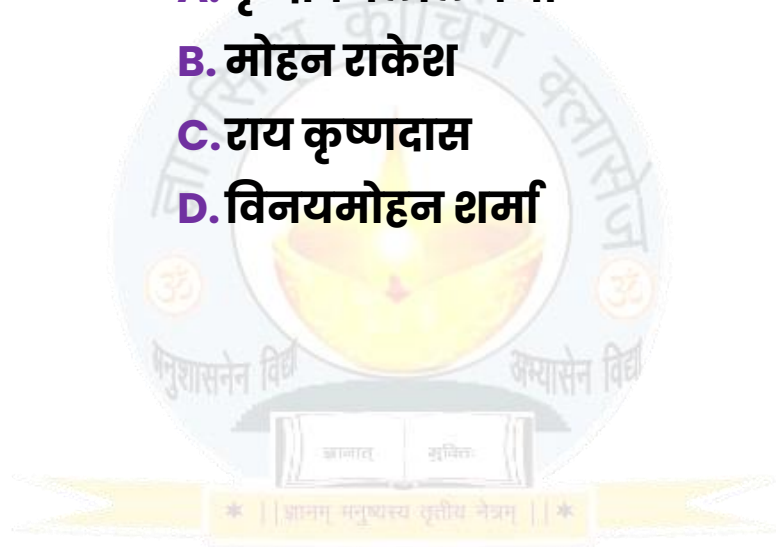 A.
B. मोहन राकेश
C. राय कृष्णदास
D. विनयमोहन शर्मा
कोचिंग क्लासेज
ॐ ॐ
अनुशासनेन विद्या अभ्यासेन विद्या
ज्ञानात् मुक्तिः
* ||ज्ञानम् मनुष्यस्य तृतीय नेत्रम् ||*